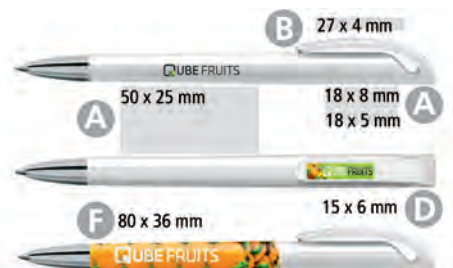 B 27 x 4 mm
QUBE FRUITS
50 x 25 mm
A
18 x 8 mm
18 x 5 mm
A
QUBE FRUITS
F 80 x 36 mm
15 x 6 mm D
QUBE FRUITS